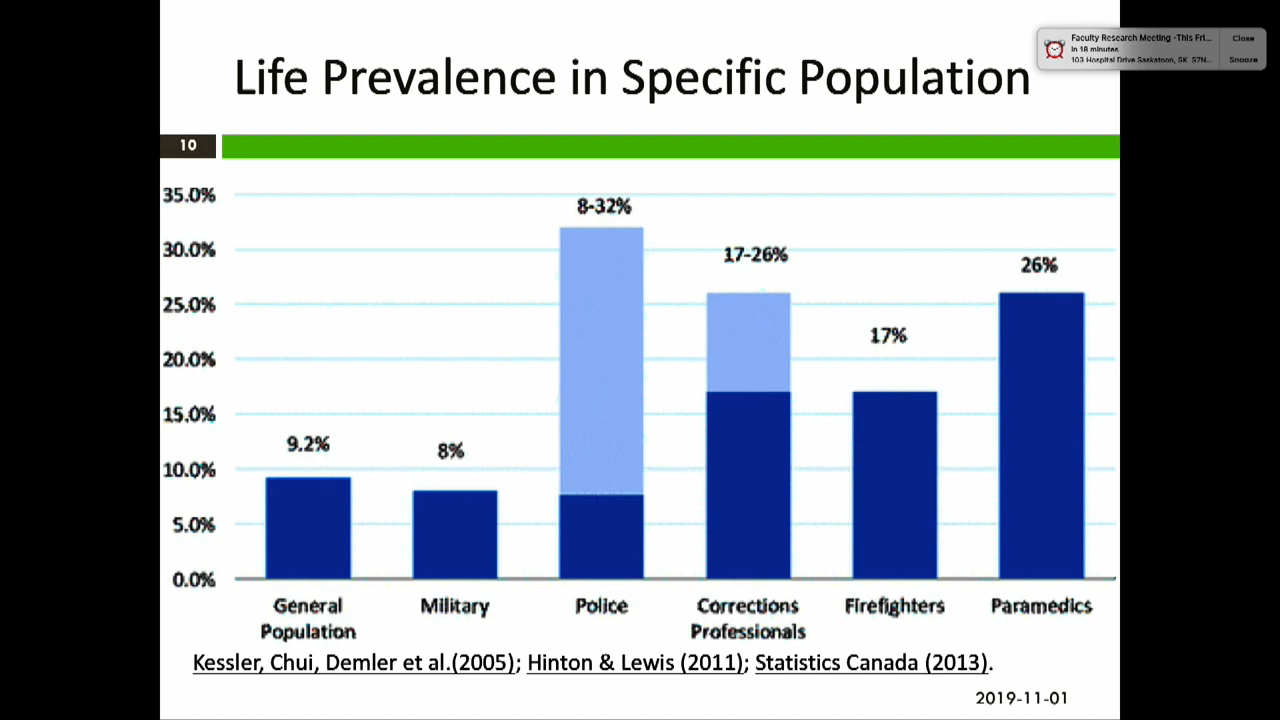 Faculty Research Meeting -This Fri...
in 18 minutes
103 Hospital Drive Saskatoon, SK S7N...
Close
Snooze
Life Prevalence in Specific Population
10
35.0%
30.0%
25.0%
20.0%
15.0%
10.0%
5.0%
0.0%
9.2%
8%
8-32%
17-26%
17%
26%
General
Population
Military
Police
Corrections
Professionals
Firefighters
Paramedics
Kessler, Chui, Demler et al.(2005); Hinton & Lewis (2011); Statistics Canada (2013).
2019-11-01